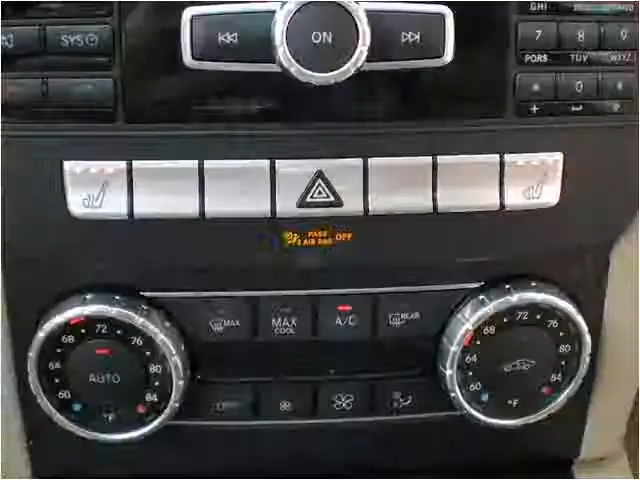 GHI
ON
SYS
7 8 9
PQRS TUV WXYZ
* 0 #
+
PASS
AIR BAG OFF
MAX
MAX
COOL
A/C
REAR
68 72 76
64 80
60 84
AUTO
°F
68 72 76
64 80
60 84
°F